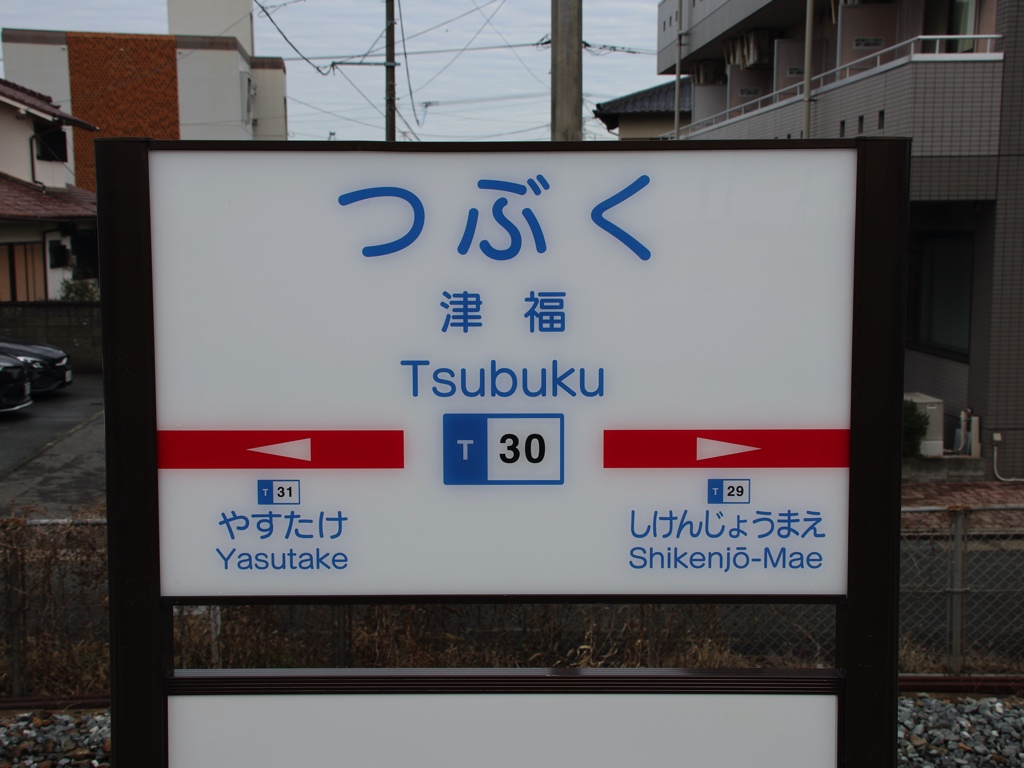 つぶく
津福
Tsubuku
T 30
T 31
やすたけ
Yasutake
T 29
しけんじょうまえ
Shikenjō-Mae